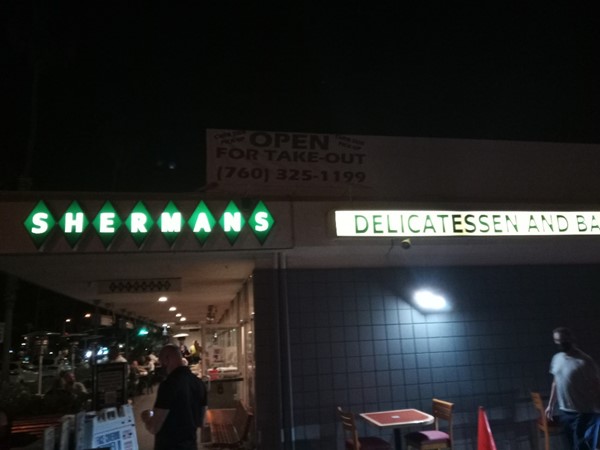 OPEN
FOR TAKE-OUT
(760) 325-1199
SHERMANS
DELICATESSEN AND BA